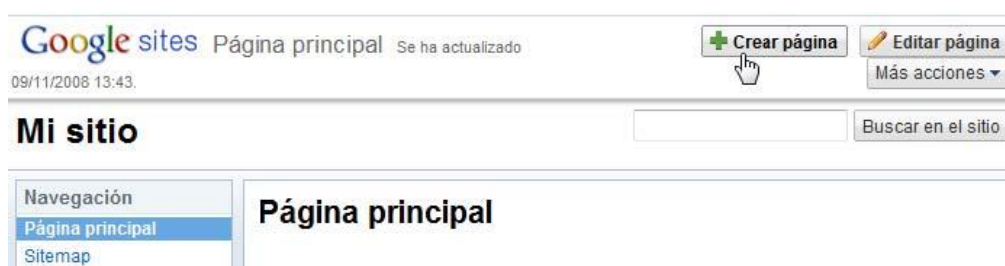 Google sites Página principal Se ha actualizado
09/11/2008 13:43.
Crear página
Editar página
Más acciones
Mi sitio
Buscar en el sitio
Navegación
Página principal
Sitemap
Página principal